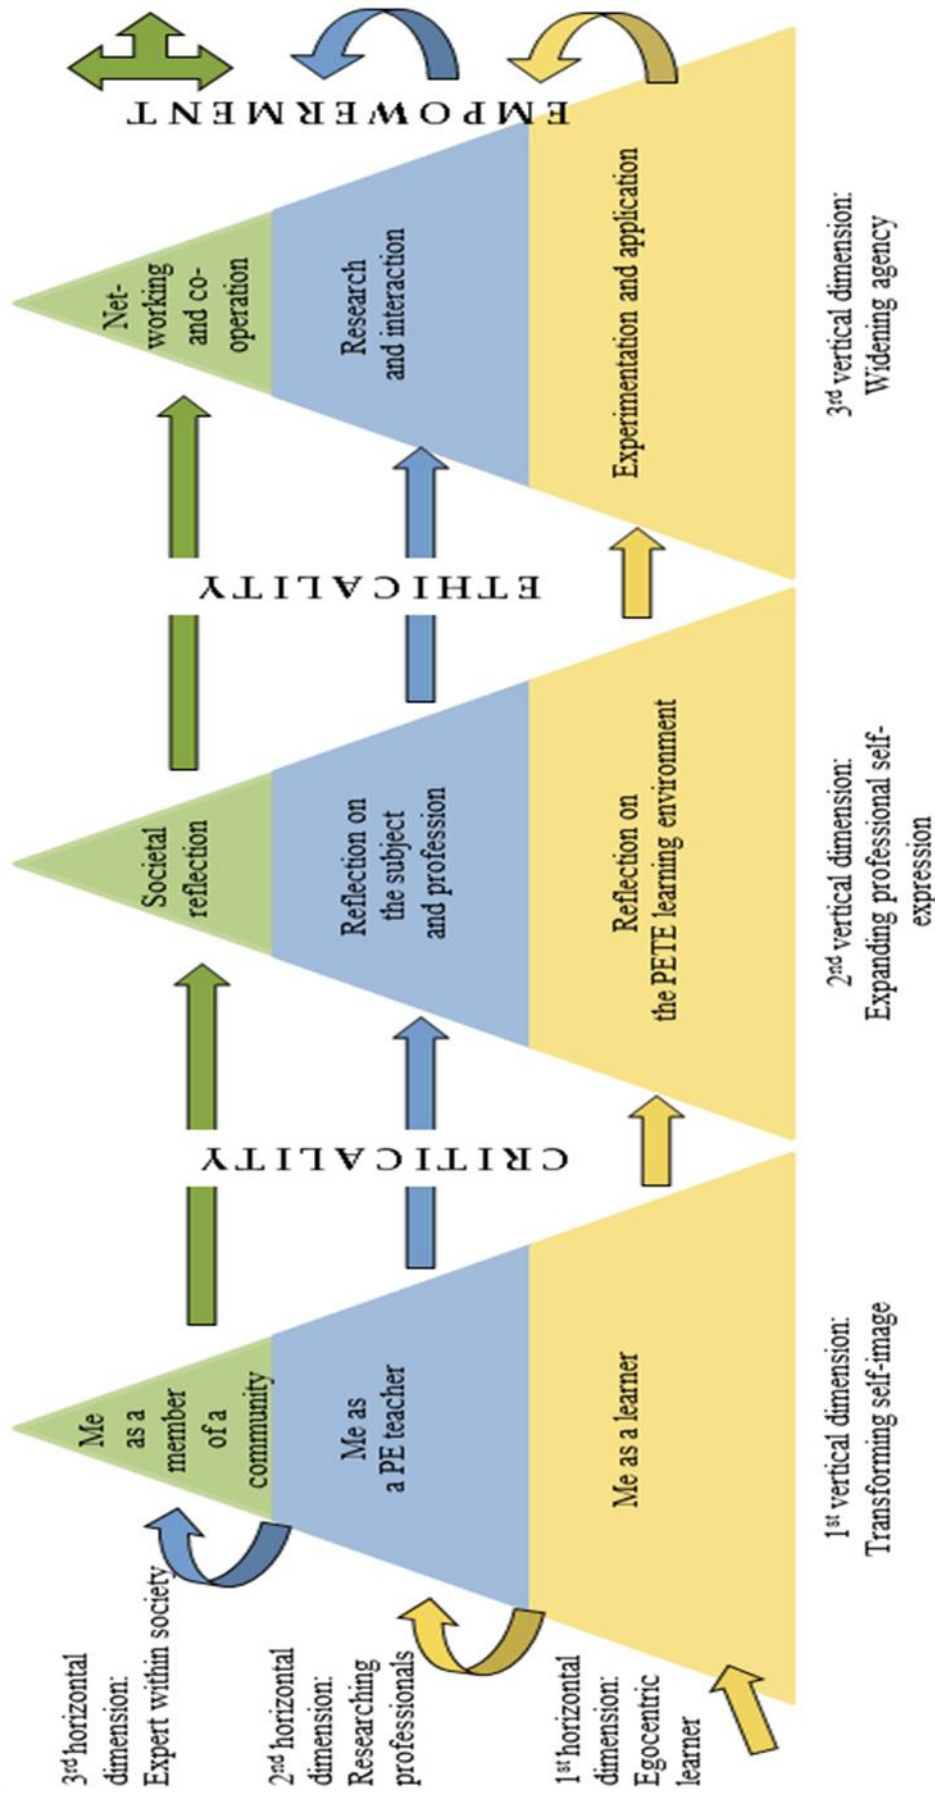 3rd horizontal
dimension:
Expert within society
2nd horizontal
dimension:
Researching
professionals
1st horizontal
dimension:
Egocentric
learner
Me
as a
member
of a
community
Me as
a PE teacher
Me as a learner
1st vertical dimension:
Transforming self-image
CRITICALITY
Societal
reflection
Reflection on
the subject
and profession
Reflection on
the PETE learning environment
2nd vertical dimension:
Expanding professional self-
expression
ETHICALITY
Net-
working
and co-
operation
Research
and interaction
Experimentation and application
3rd vertical dimension:
Widening agency
EMPOWERMENT